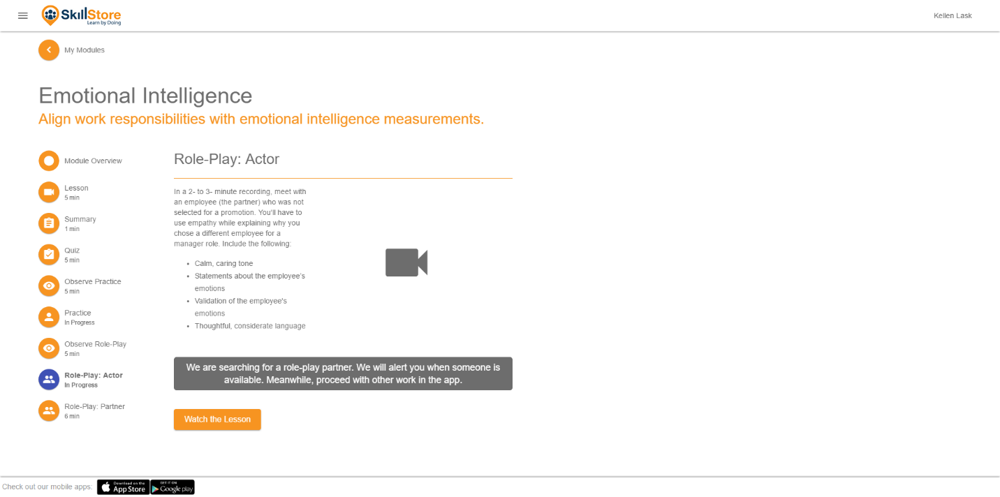 SkillStore
Learn by Doing
Kellen Lask
My Modules
Emotional Intelligence
Align work responsibilities with emotional intelligence measurements.
Module Overview
Lesson
5 min
Summary
1 min
Quiz
5 min
Observe Practice
5 min
Practice
In Progress
Observe Role-Play
5 min
Role-Play: Actor
In Progress
Role-Play: Partner
6 min
Role-Play: Actor
In a 2- to 3- minute recording, meet with
an employee (the partner) who was not
selected for a promotion. You'll have to
use empathy while explaining why you
chose a different employee for a
manager role. Include the following:
• Calm, caring tone
• Statements about the employee's
emotions
• Validation of the employee's
emotions
• Thoughtful, considerate language
We are searching for a role-play partner. We will alert you when someone is
available. Meanwhile, proceed with other work in the app.
Watch the Lesson
Check out our mobile apps:
Download on the
App Store
GET IT ON
Google play